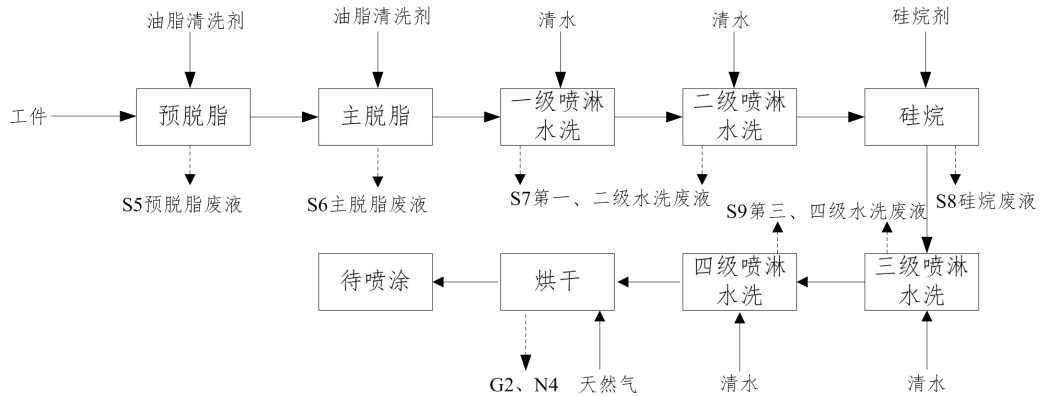 油脂清洗剂
油脂清洗剂
清水
清水
硅烷剂
工件
预脱脂
主脱脂
一级喷淋
水洗
二级喷淋
水洗
硅烷
S5预脱脂废液
S6主脱脂废液
S7第一、二级水洗废液
S8硅烷废液
S9第三、四级水洗废液
待喷涂
烘干
四级喷淋
水洗
三级喷淋
水洗
G2、N4
天然气
清水
清水